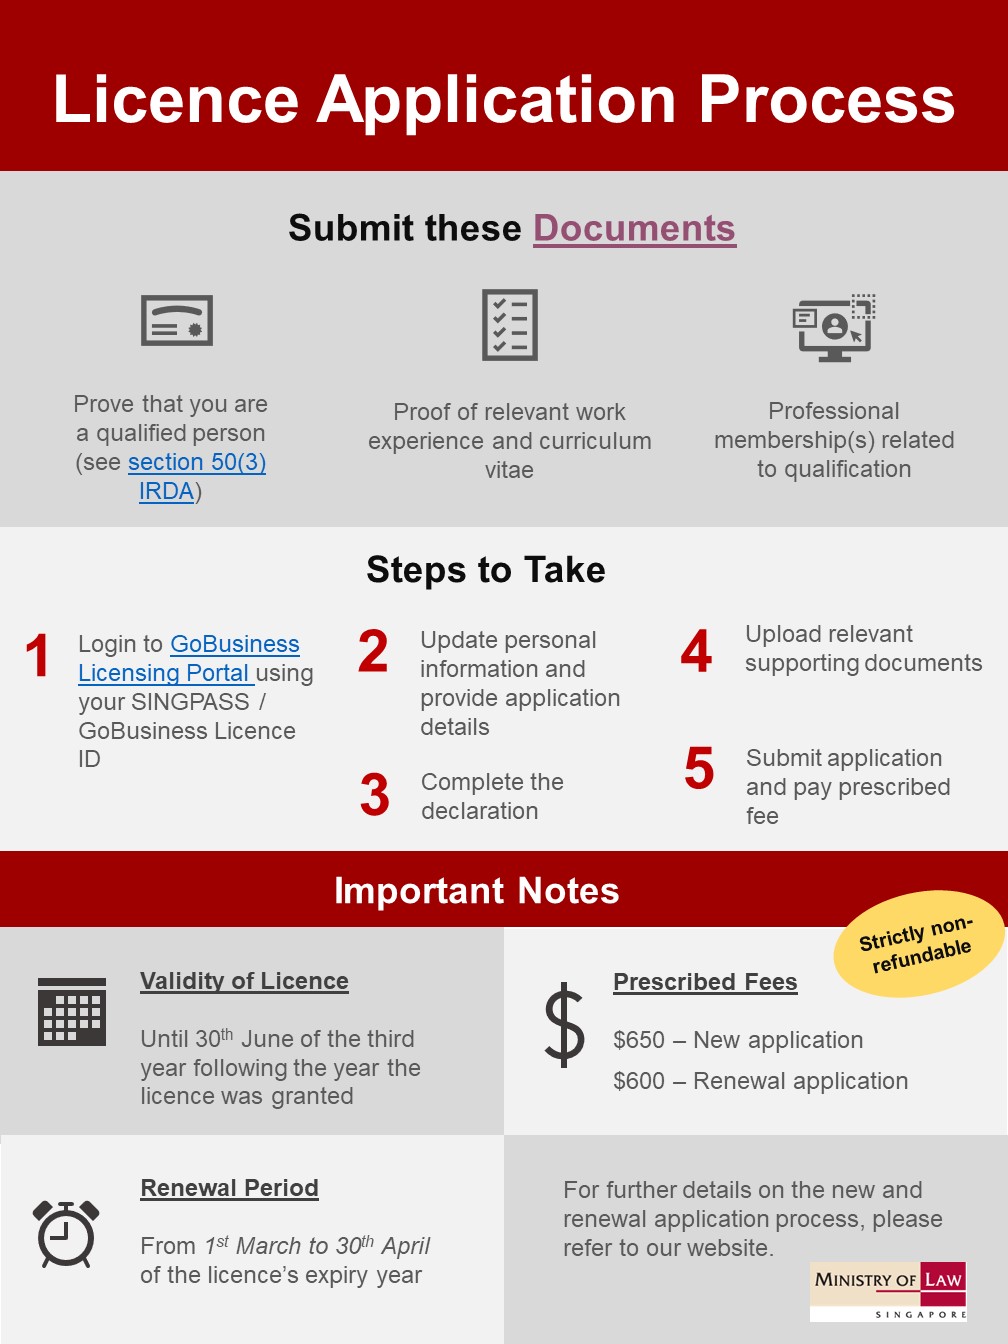 Licence Application Process
Submit these Documents
Prove that you are
a qualified person
(see section 50(3)
IRDA)
Proof of relevant work
experience and curriculum
vitae
Professional
membership(s) related
to qualification
Steps to Take
1
Login to GoBusiness
Licensing Portal using
your SINGPASS /
GoBusiness Licence
ID
2
Update personal
information and
provide application
details
3
Complete the
declaration
4
Upload relevant
supporting documents
5
Submit application
and pay prescribed
fee
Important Notes
Strictly non-
refundable
Validity of Licence
Until 30th June of the third
year following the year the
licence was granted
$
Prescribed Fees
$650 – New application
$600 – Renewal application
Renewal Period
From 1st March to 30th April
of the licence's expiry year
For further details on the new and
renewal application process, please
refer to our website.
MINISTRY OF LAW
SINGAPORE